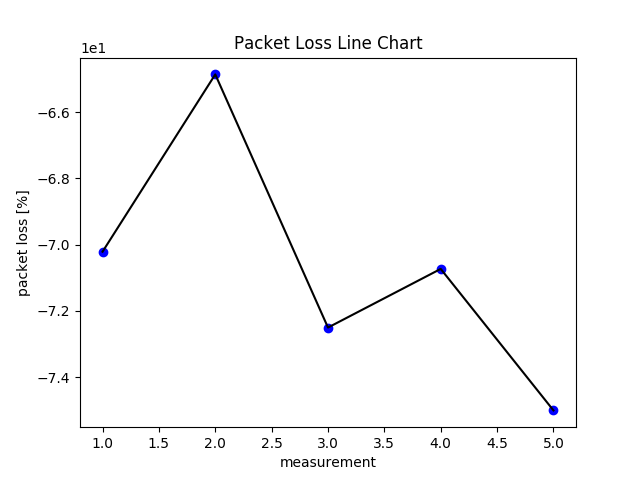 Packet Loss Line Chart
1e1
−6.6
−6.8
−7.0
−7.2
−7.4
packet loss [%]
1.0 1.5 2.0 2.5 3.0 3.5 4.0 4.5 5.0
measurement